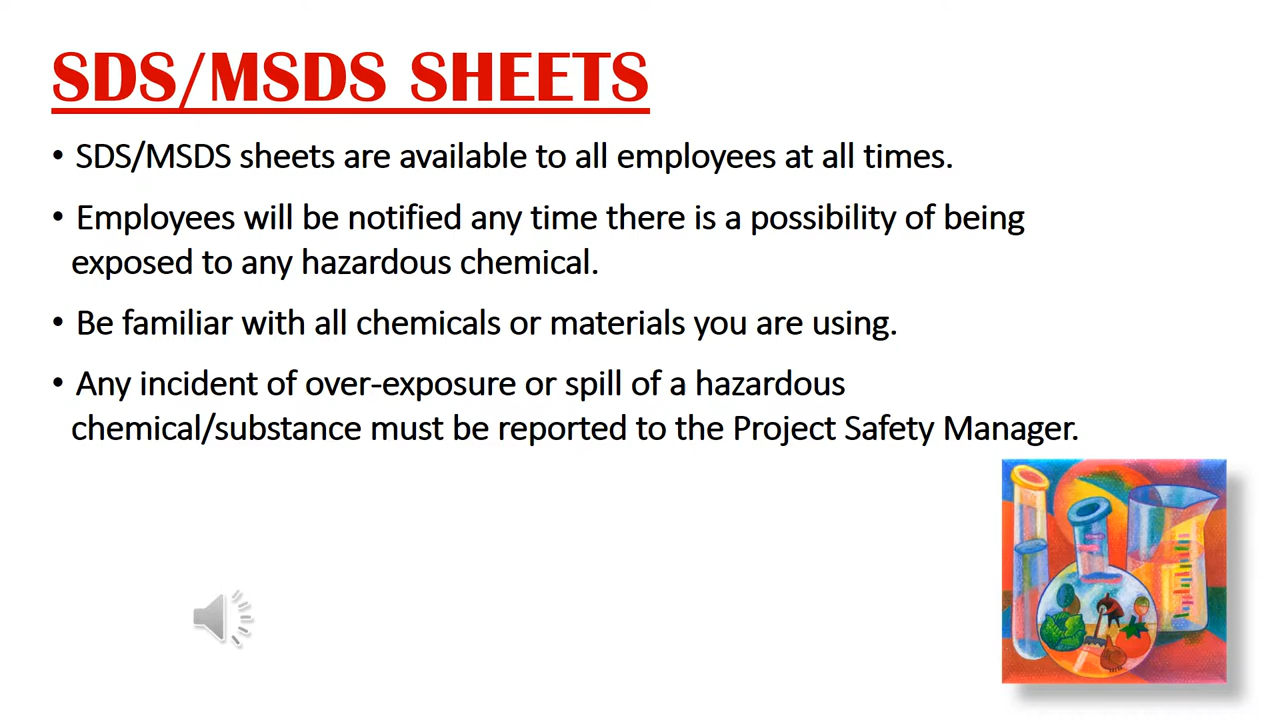 SDS/MSDS SHEETS
• SDS/MSDS sheets are available to all employees at all times.
• Employees will be notified any time there is a possibility of being
exposed to any hazardous chemical.
• Be familiar with all chemicals or materials you are using.
• Any incident of over-exposure or spill of a hazardous
chemical/substance must be reported to the Project Safety Manager.